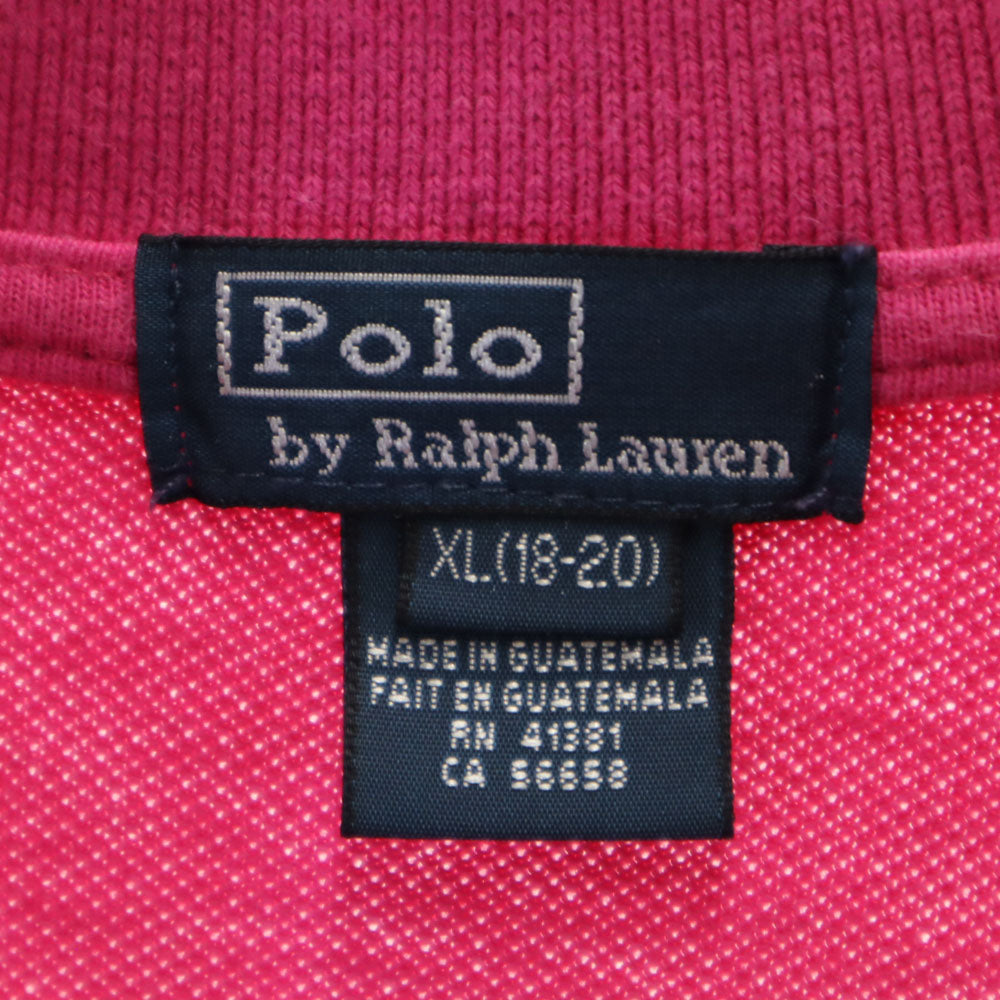 Polo
by Ralph Lauren
XL(18-20)
MADE IN GUATEMALA
FAIT EN GUATEMALA
RN 41381
CA 56658